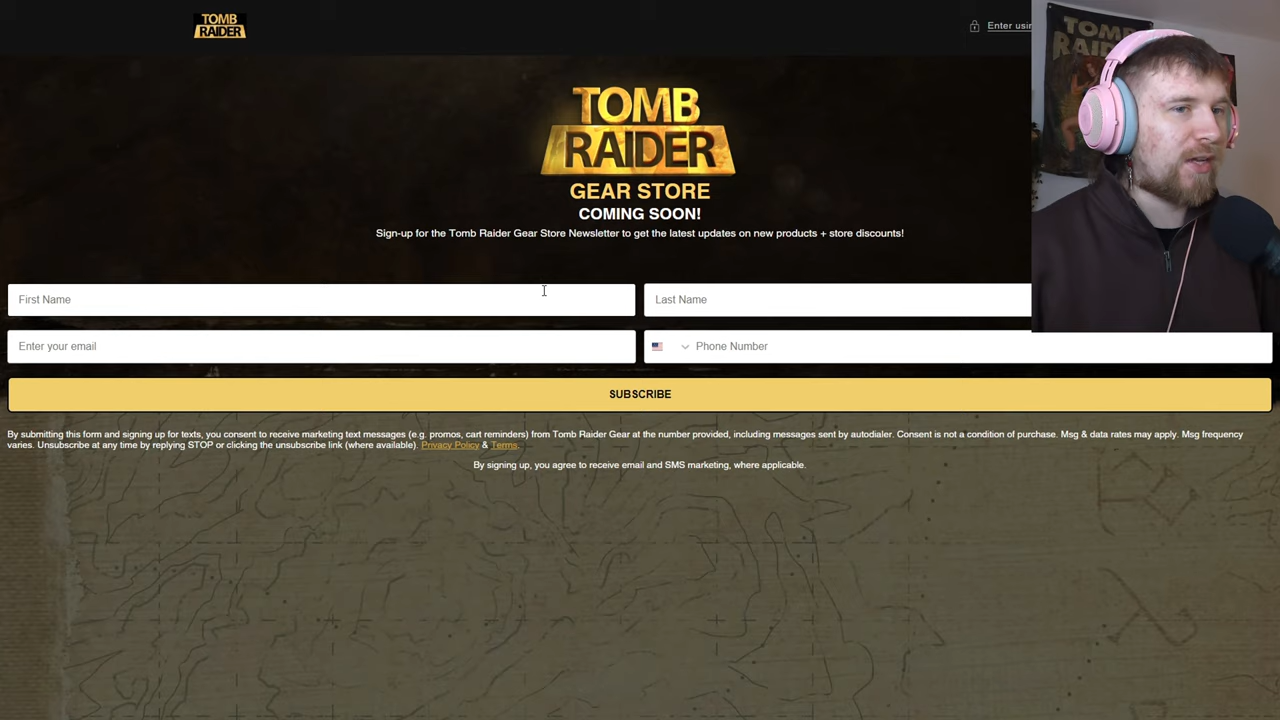 TOMB
RAIDER
Enter usin
TOMB
RAIDER
GEAR STORE
COMING SOON!
Sign-up for the Tomb Raider Gear Store Newsletter to get the latest updates on new products + store discounts!
First Name
Last Name
Enter your email
Phone Number
SUBSCRIBE
By submitting this form and signing up for texts, you consent to receive marketing text messages (e.g. promos, cart reminders) from Tomb Raider Gear at the number provided, including messages sent by autodialer. Consent is not a condition of purchase. Msg & data rates may apply. Msg frequency
varies. Unsubscribe at any time by replying STOP or clicking the unsubscribe link (where available). Privacy Policy & Terms.
By signing up, you agree to receive email and SMS marketing, where applicable.
TOMB
RAID